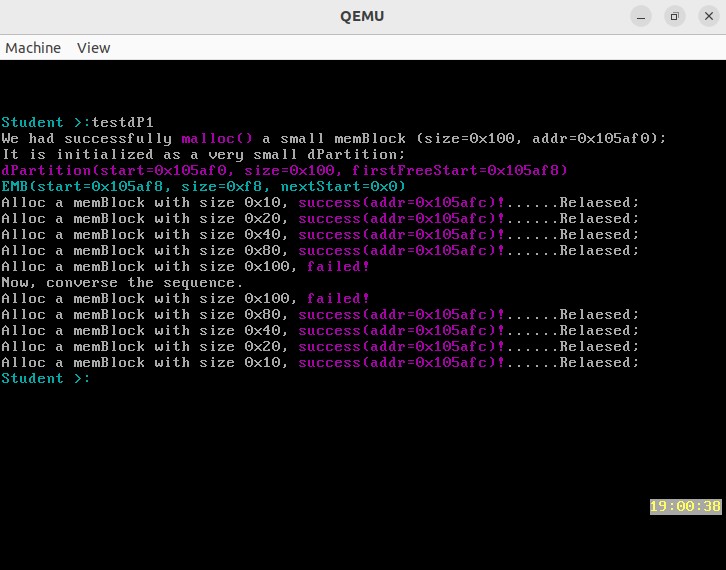 QEMU
Machine View
Student >:testdP1
We had successfully malloc() a small memBlock (size=0x100, addr=0x105af0);
It is initialized as a very small dPartition;
dPartition(start=0x105af0, size=0x100, firstFreeStart=0x105af8)
EMB(start=0x105af8, size=0xf8, nextStart=0x0)
Alloc a memBlock with size 0x10, success(addr=0x105afc)!......Relaesed;
Alloc a memBlock with size 0x20, success(addr=0x105afc)!......Relaesed;
Alloc a memBlock with size 0x40, success(addr=0x105afc)!......Relaesed;
Alloc a memBlock with size 0x80, success(addr=0x105afc)!......Relaesed;
Alloc a memBlock with size 0x100, failed!
Now, converse the sequence.
Alloc a memBlock with size 0x100, failed!
Alloc a memBlock with size 0x80, success(addr=0x105afc)!......Relaesed;
Alloc a memBlock with size 0x40, success(addr=0x105afc)!......Relaesed;
Alloc a memBlock with size 0x20, success(addr=0x105afc)!......Relaesed;
Alloc a memBlock with size 0x10, success(addr=0x105afc)!......Relaesed;
Student >:
19:00:38